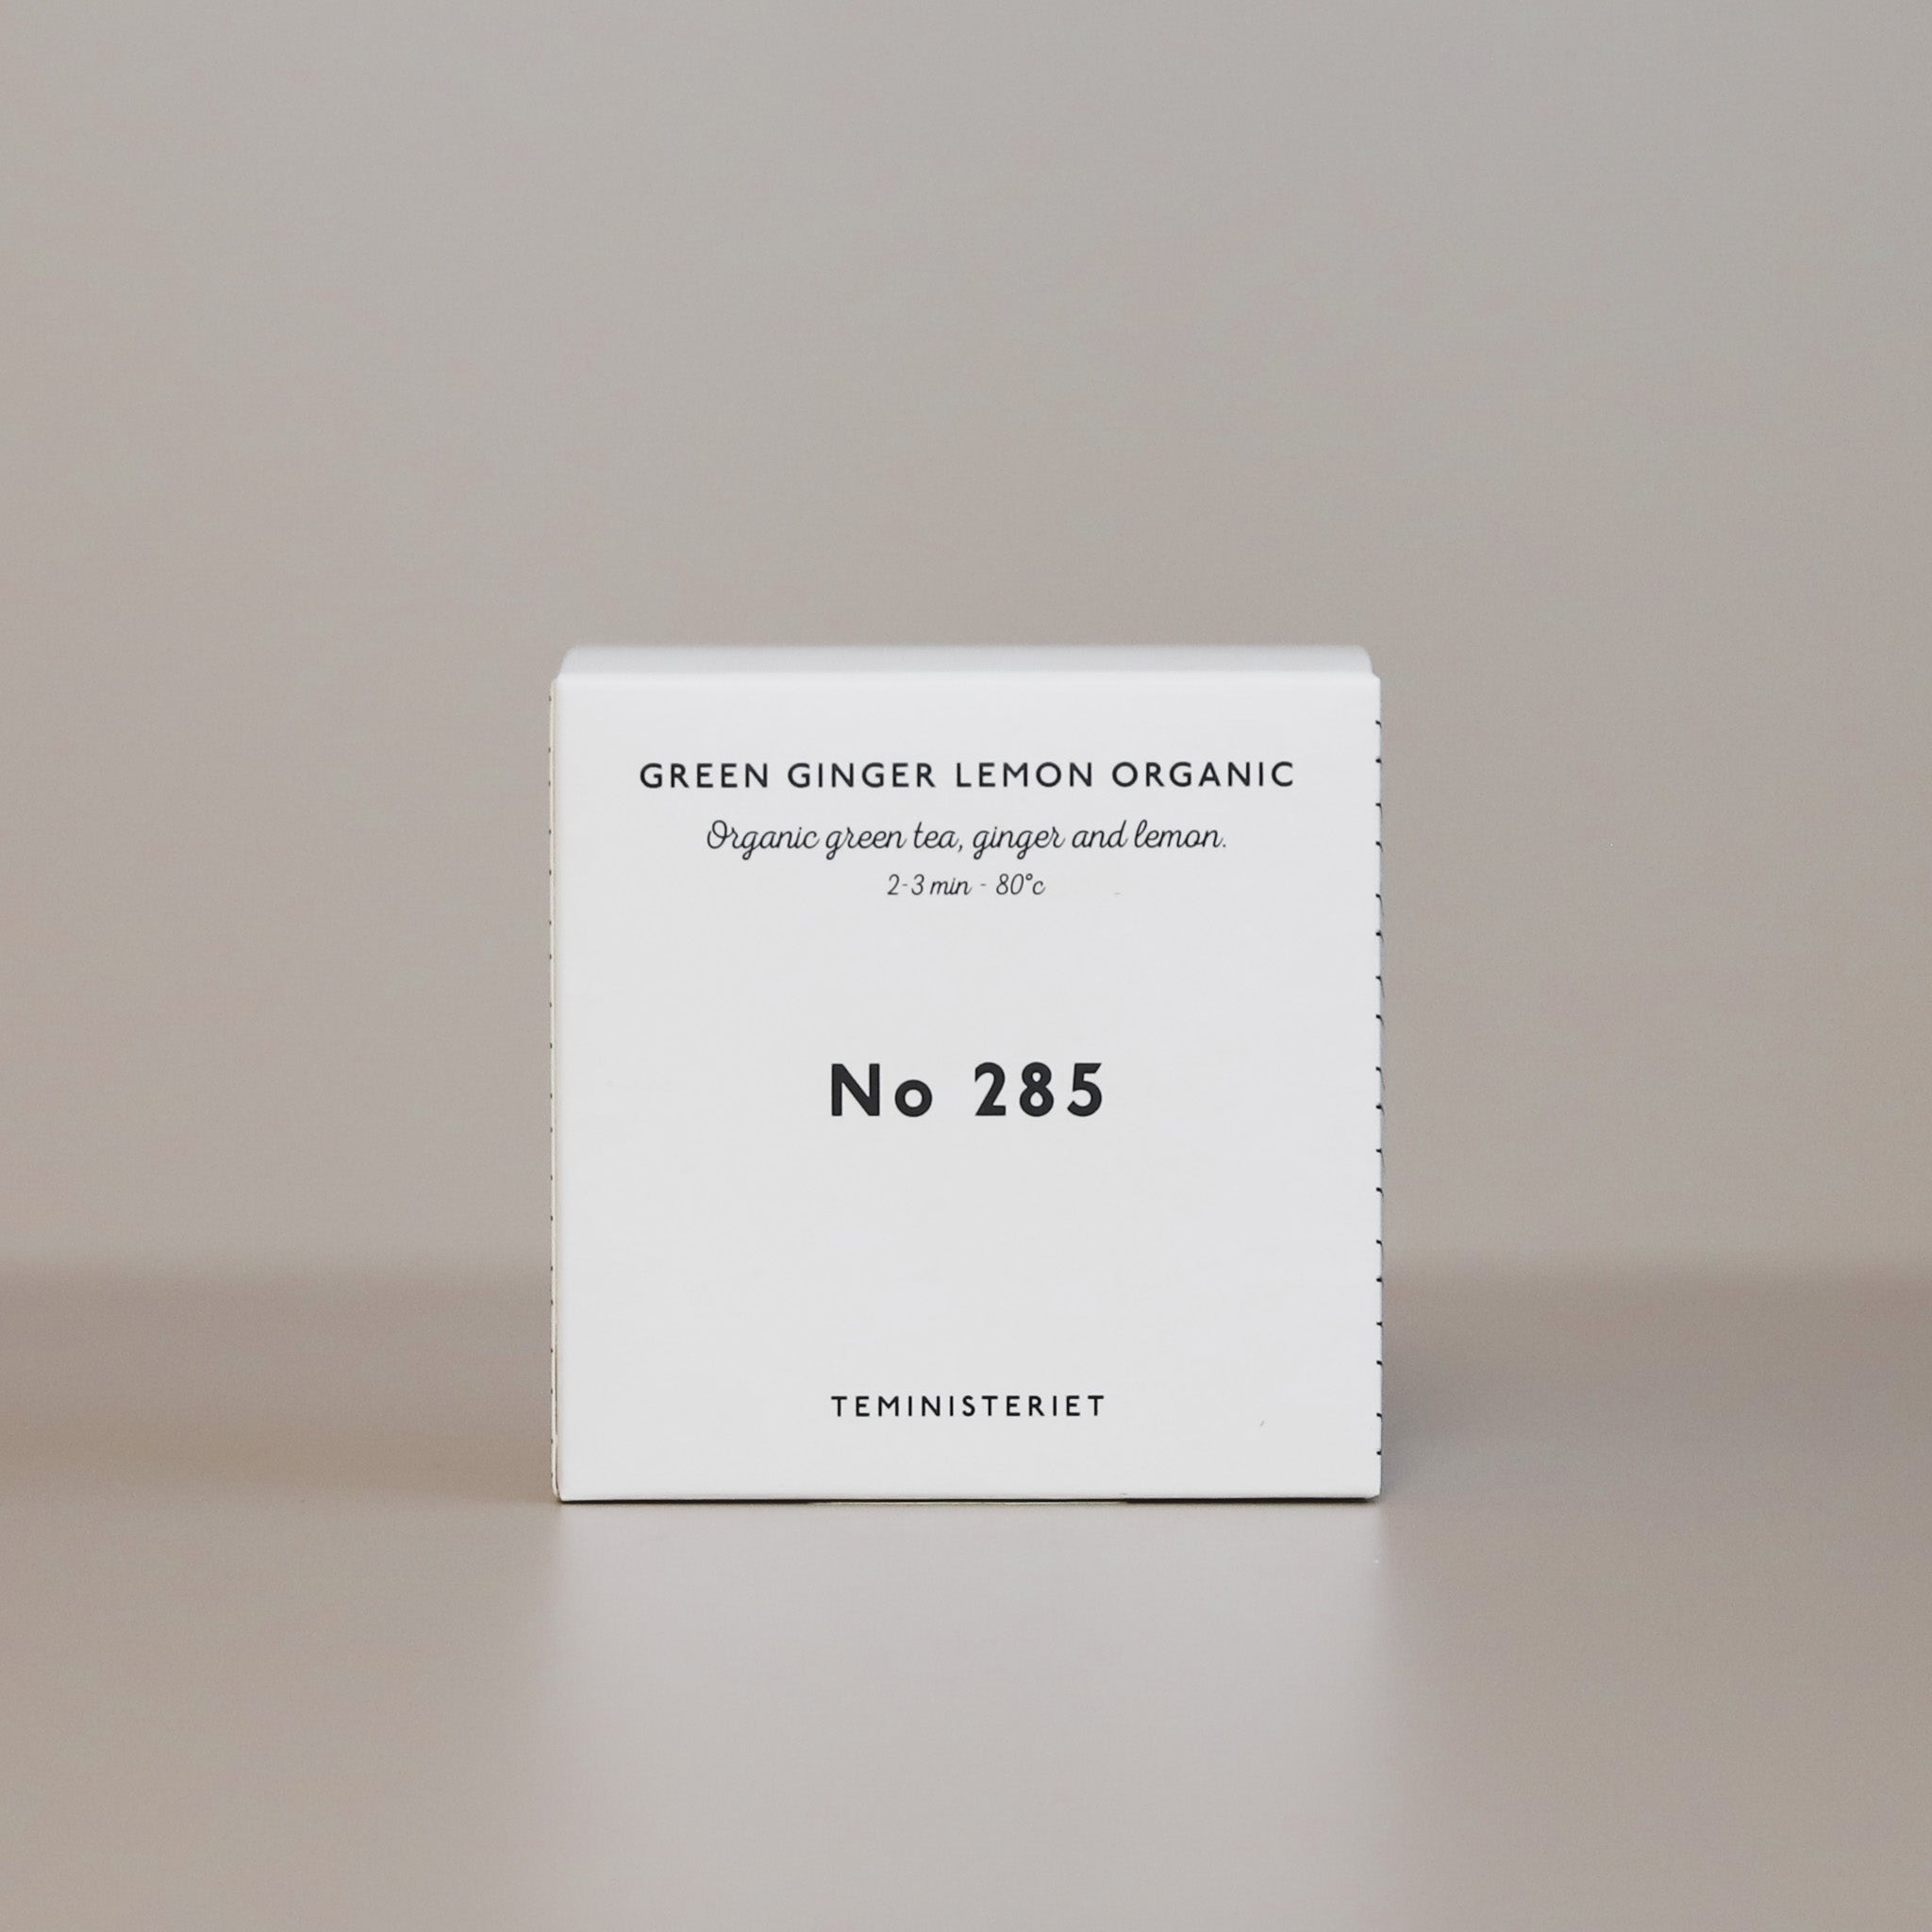 GREEN GINGER LEMON ORGANIC
Organic green tea, ginger and lemon.
2-3 min - 80°c
No 285
TEMINISTERIET